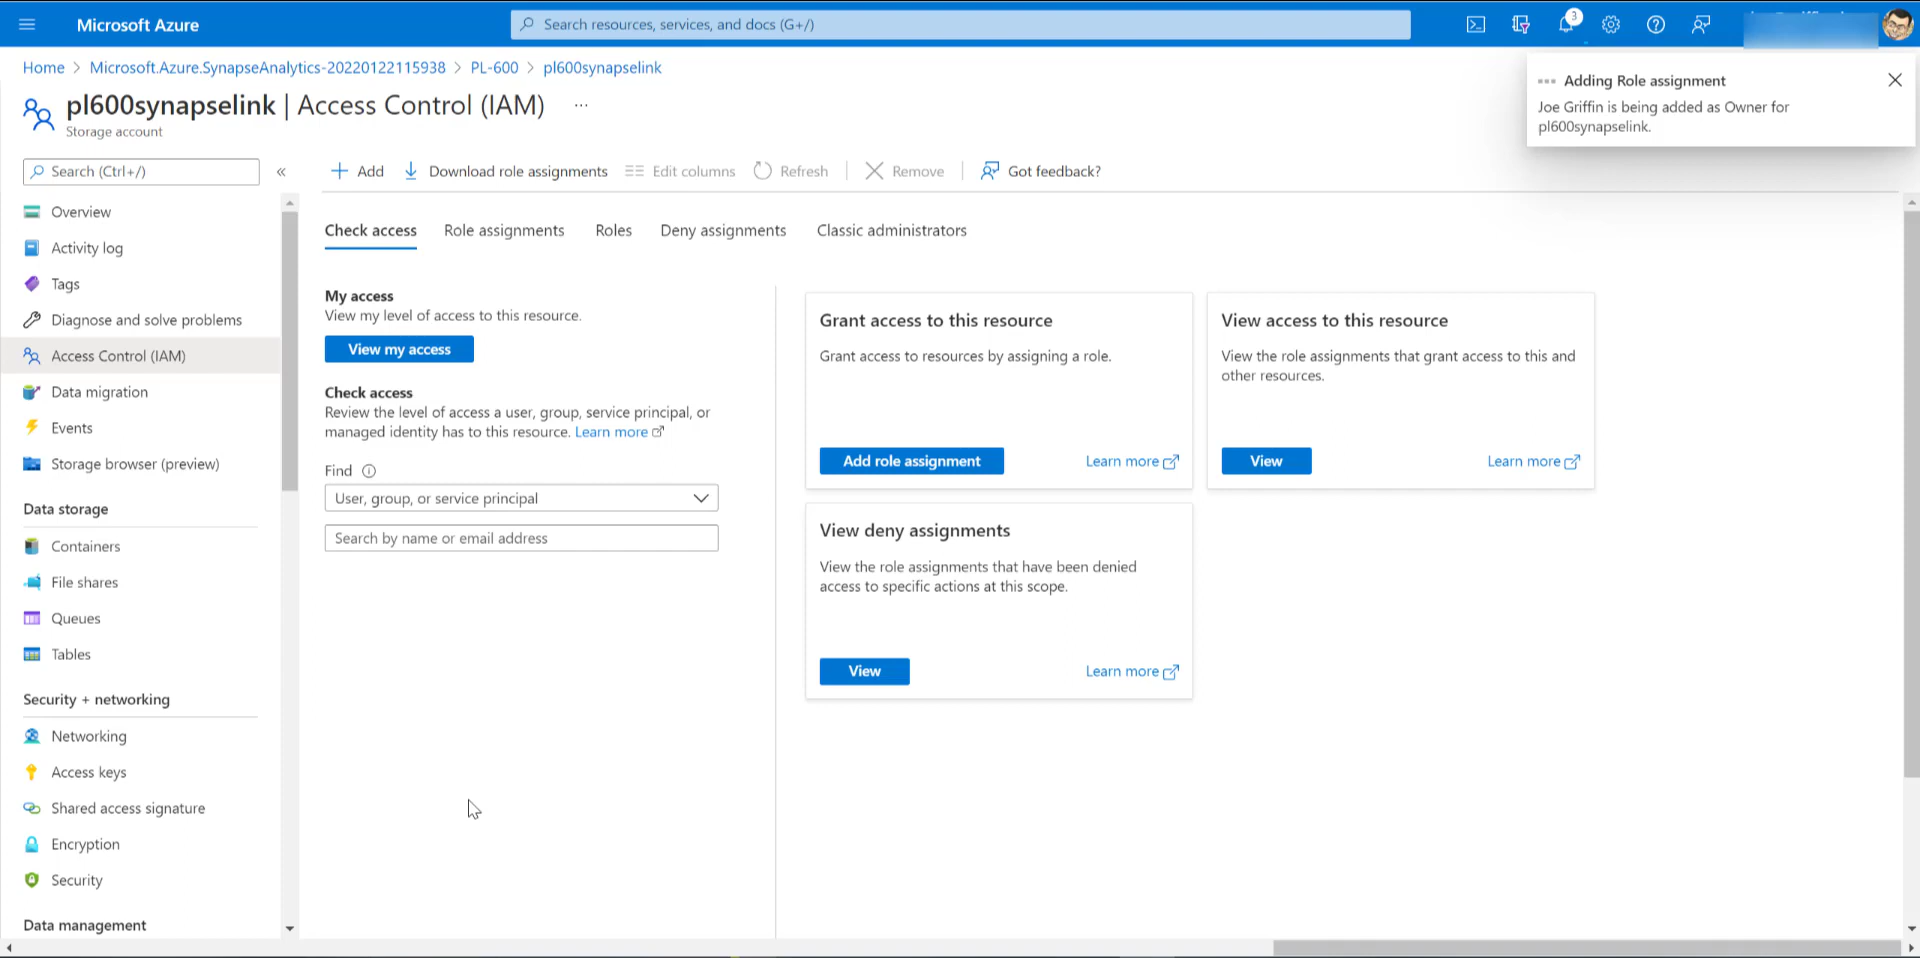 Microsoft Azure
Search resources, services, and docs (G+/)
3
Home > Microsoft.Azure.SynapseAnalytics-20220122115938 > PL-600 > pl600synapselink
pl600synapselink | Access Control (IAM) ...
Storage account
Adding Role assignment
Joe Griffin is being added as Owner for
pl600synapselink.
Search (Ctrl+/)
«
Add
Download role assignments
Edit columns
Refresh
Remove
Got feedback?
Overview
Activity log
Tags
Diagnose and solve problems
Access Control (IAM)
Data migration
Events
Storage browser (preview)
Data storage
Containers
File shares
Queues
Tables
Security + networking
Networking
Access keys
Shared access signature
Encryption
Security
Data management
Check access
Role assignments
Roles
Deny assignments
Classic administrators
My access
View my level of access to this resource.
View my access
Check access
Review the level of access a user, group, service principal, or
managed identity has to this resource. Learn more
Find
User, group, or service principal
Search by name or email address
Grant access to this resource
Grant access to resources by assigning a role.
Add role assignment
Learn more
View access to this resource
View the role assignments that grant access to this and
other resources.
View
Learn more
View deny assignments
View the role assignments that have been denied
access to specific actions at this scope.
View
Learn more